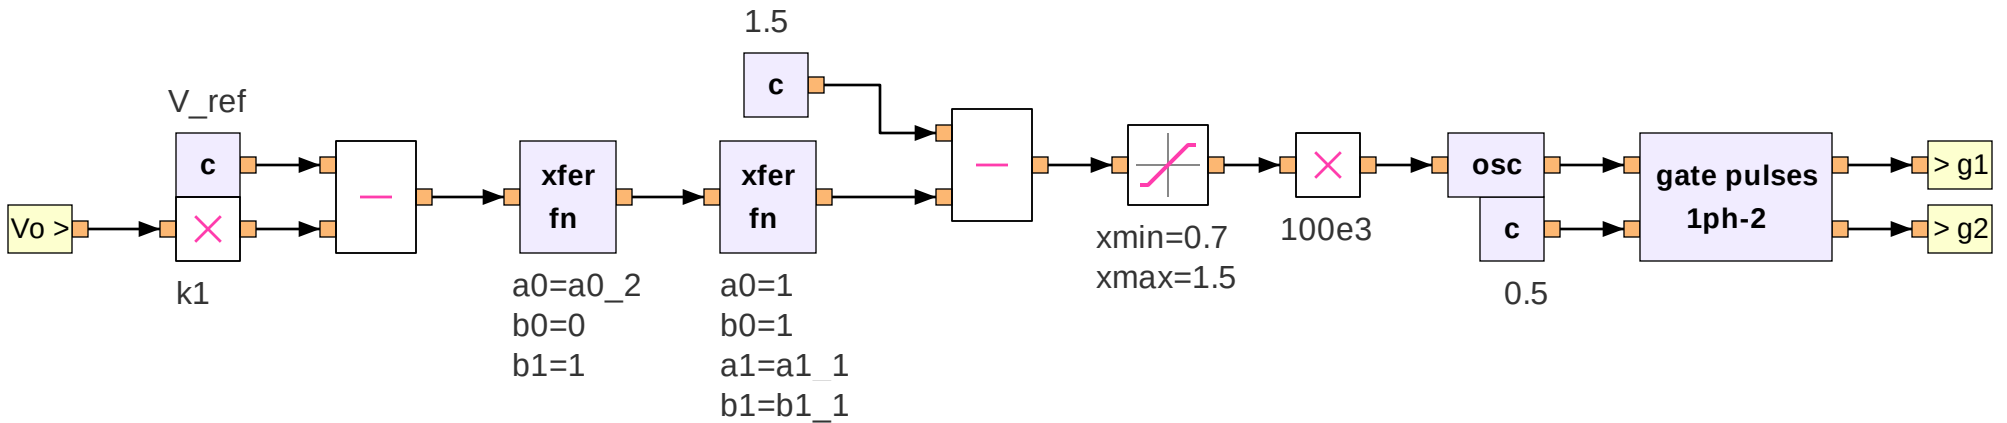 1.5
c
V_ref
c
Vo >
k1
xfer
fn
a0=a0_2
b0=0
b1=1
xfer
fn
a0=1
b0=1
a1=a1_1
b1=b1_1
xmin=0.7
xmax=1.5
100e3
osc
c
0.5
gate pulses
1ph-2
> g1
> g2